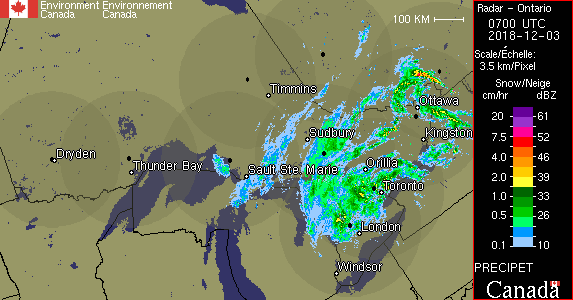 Environment Environnement
Canada Canada
100 KM
Timmins
Ottawa
Sudbury
Kingston
Dryden
Thunder Bay
Sault Ste. Marie
Orillia
Toronto
London
Windsor
Radar - Ontario
0700 UTC
2018-12-03
Scale/Échelle:
3.5 km/Pixel
Snow/Neige
cm/hr dBZ
20 61
7.5 52
4.0 46
2.0 39
1.0 33
0.5 26
0.1 10
PRECIPET
Canada